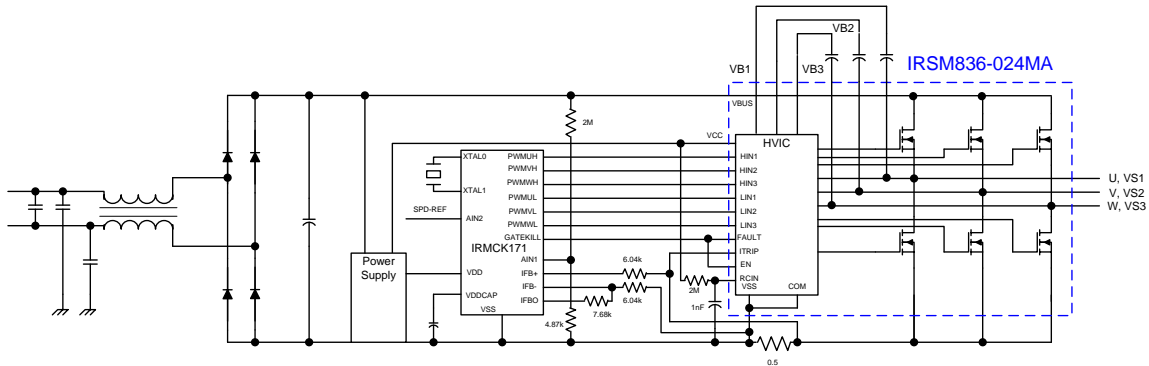 VB2
VB1
VB3
IRSM836-024MA
VBUS
2M
VCC
HVIC
XTAL0
PWMUH
HIN1
PWMVH
HIN2
U, VS1
XTAL1
PWMWH
HIN3
V, VS2
PWMUL
LIN1
W, VS3
SPD-REF
AIN2
PWMVL
LIN2
PWMWL
LIN3
GATEKILL
FAULT
IRMCK171
ITRIP
Power
Supply
AIN1
6.04k
EN
VDD
IFB+
RCIN
IFB-
2M
VSS
COM
VDDCAP
6.04k
IFBO
1nF
VSS
7.68k
4.87k
0.5